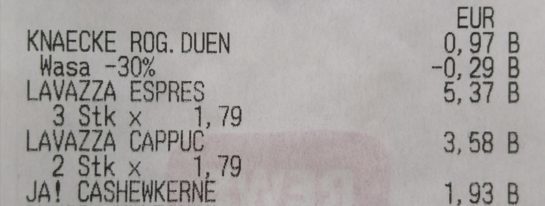 EUR
KNAECKE ROG.DUEN 0,97 B
Wasa -30% -0,29 B
LAVAZZA ESPRES 5,37 B
3 Stk x 1,79
LAVAZZA CAPPUC 3,58 B
2 Stk x 1,79
JA! CASHEWKERNE 1,93 B